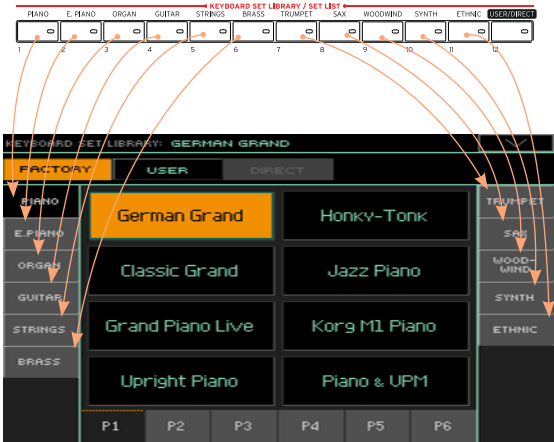 KEYBOARD SET LIBRARY / SET LIST
PIANO E. PIANO ORGAN GUITAR STRINGS BRASS TRUMPET SAX WOODWIND SYNTH ETHNIC USER/DIRECT
1 2 3 4 5 6 7 8 9 10 11 12
KEYBOARD SET LIBRARY: GERMAN GRAND
FACTORY USER DIRECT
PIANO
E.PIANO
ORGAN
GUITAR
STRINGS
BRASS
German Grand Honky-Tonk
Classic Grand Jazz Piano
Grand Piano Live Korg M1 Piano
Upright Piano Piano & UPM
TRUMPET
SAX
WOOD-
WIND
SYNTH
ETHNIC
P1 P2 P3 P4 P5 P6